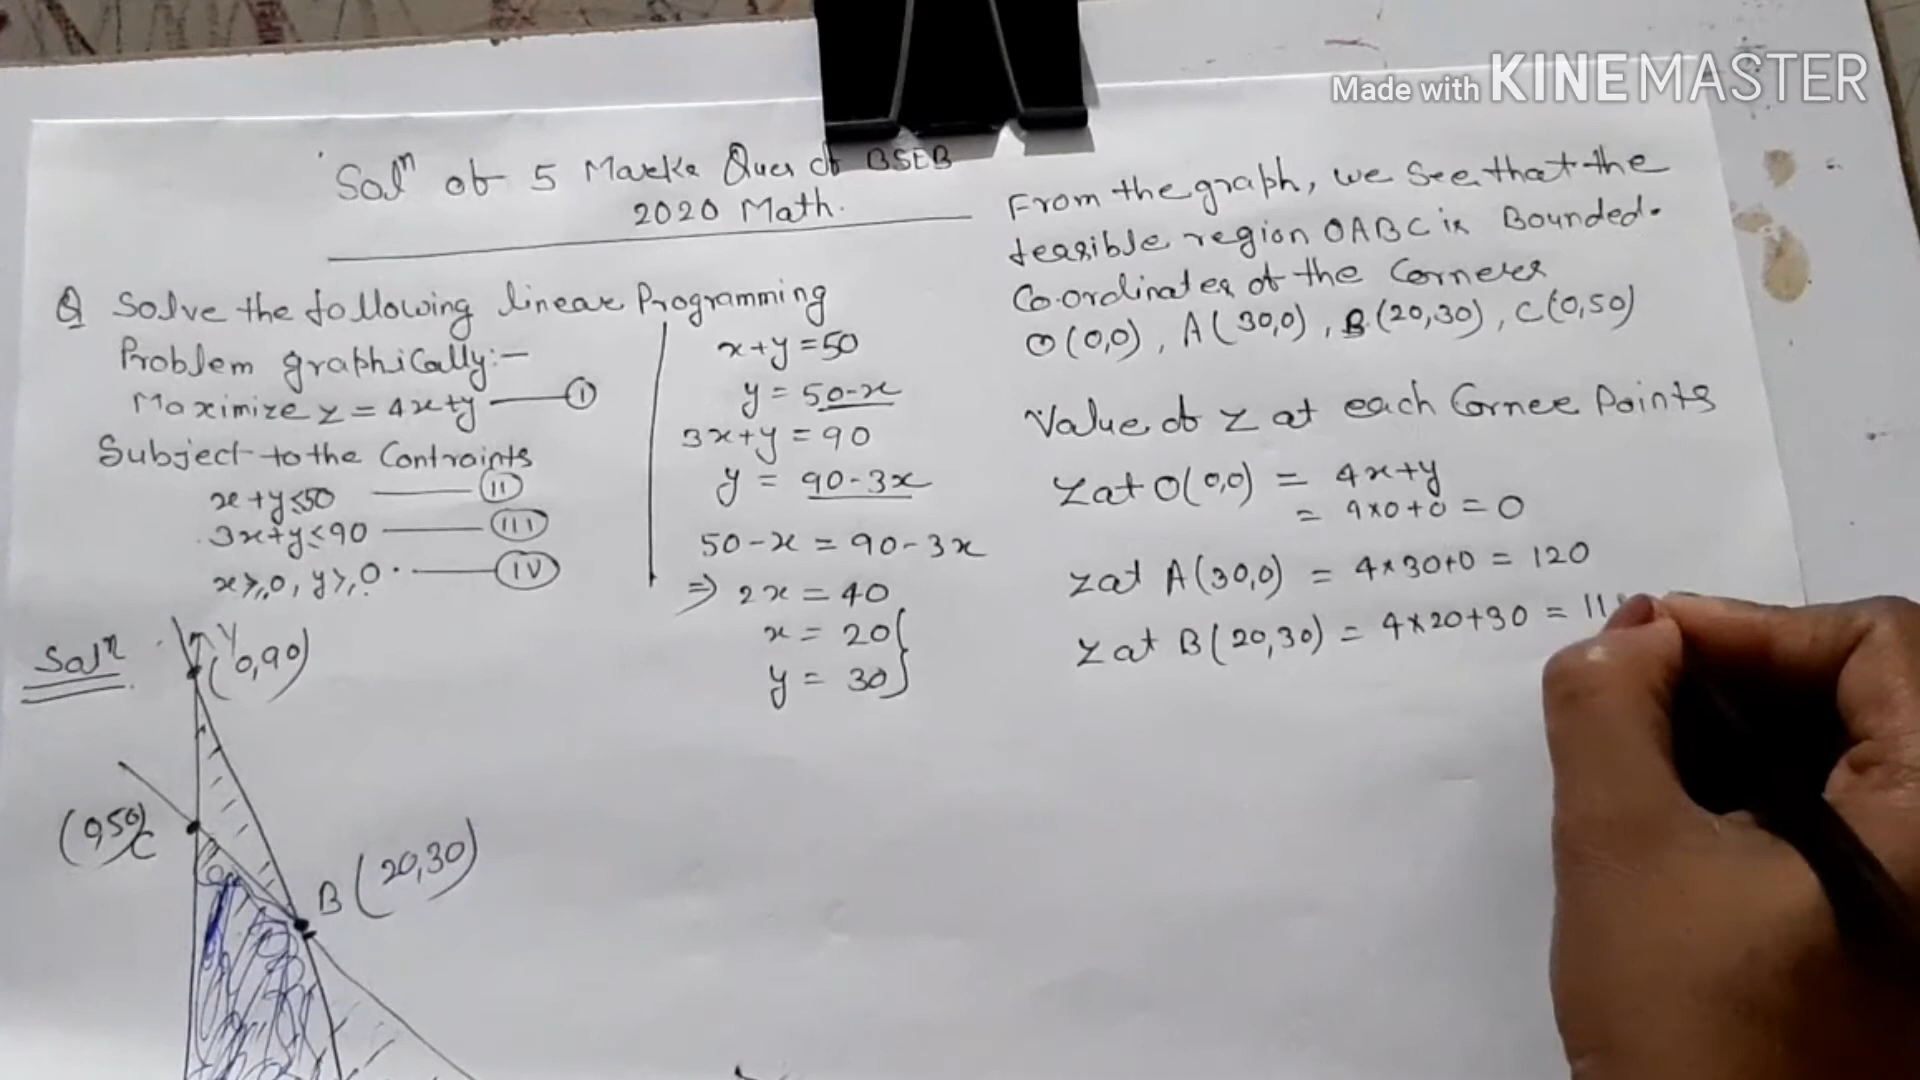 Made with KINEMASTER
Solⁿ of 5 Marks Ques of BSEB
2020 Math.
Q Solve the following linear Programming
Problem graphically:-
Maximize z = 4x+y — I
Subject to the Contraints
x+y≤50 — II
3x+y≤90 — III
x≥0, y≥0. — IV
x+y=50
y = 50-x
3x+y = 90
y = 90-3x
50-x = 90-3x
⇒ 2x = 40
x = 20
y = 30
Solⁿ
Y
(0,90)
(0,50) C
B (20,30)
From the graph, we see that the
feasible region OABC is Bounded.
Co-ordinates of the Corners
O(0,0), A(30,0), B(20,30), C(0,50)
Value of Z at each Corner Points
Z at O(0,0) = 4x+y
= 4×0+0 = 0
Z at A(30,0) = 4×30+0 = 120
Z at B(20,30) = 4×20+30 = 11